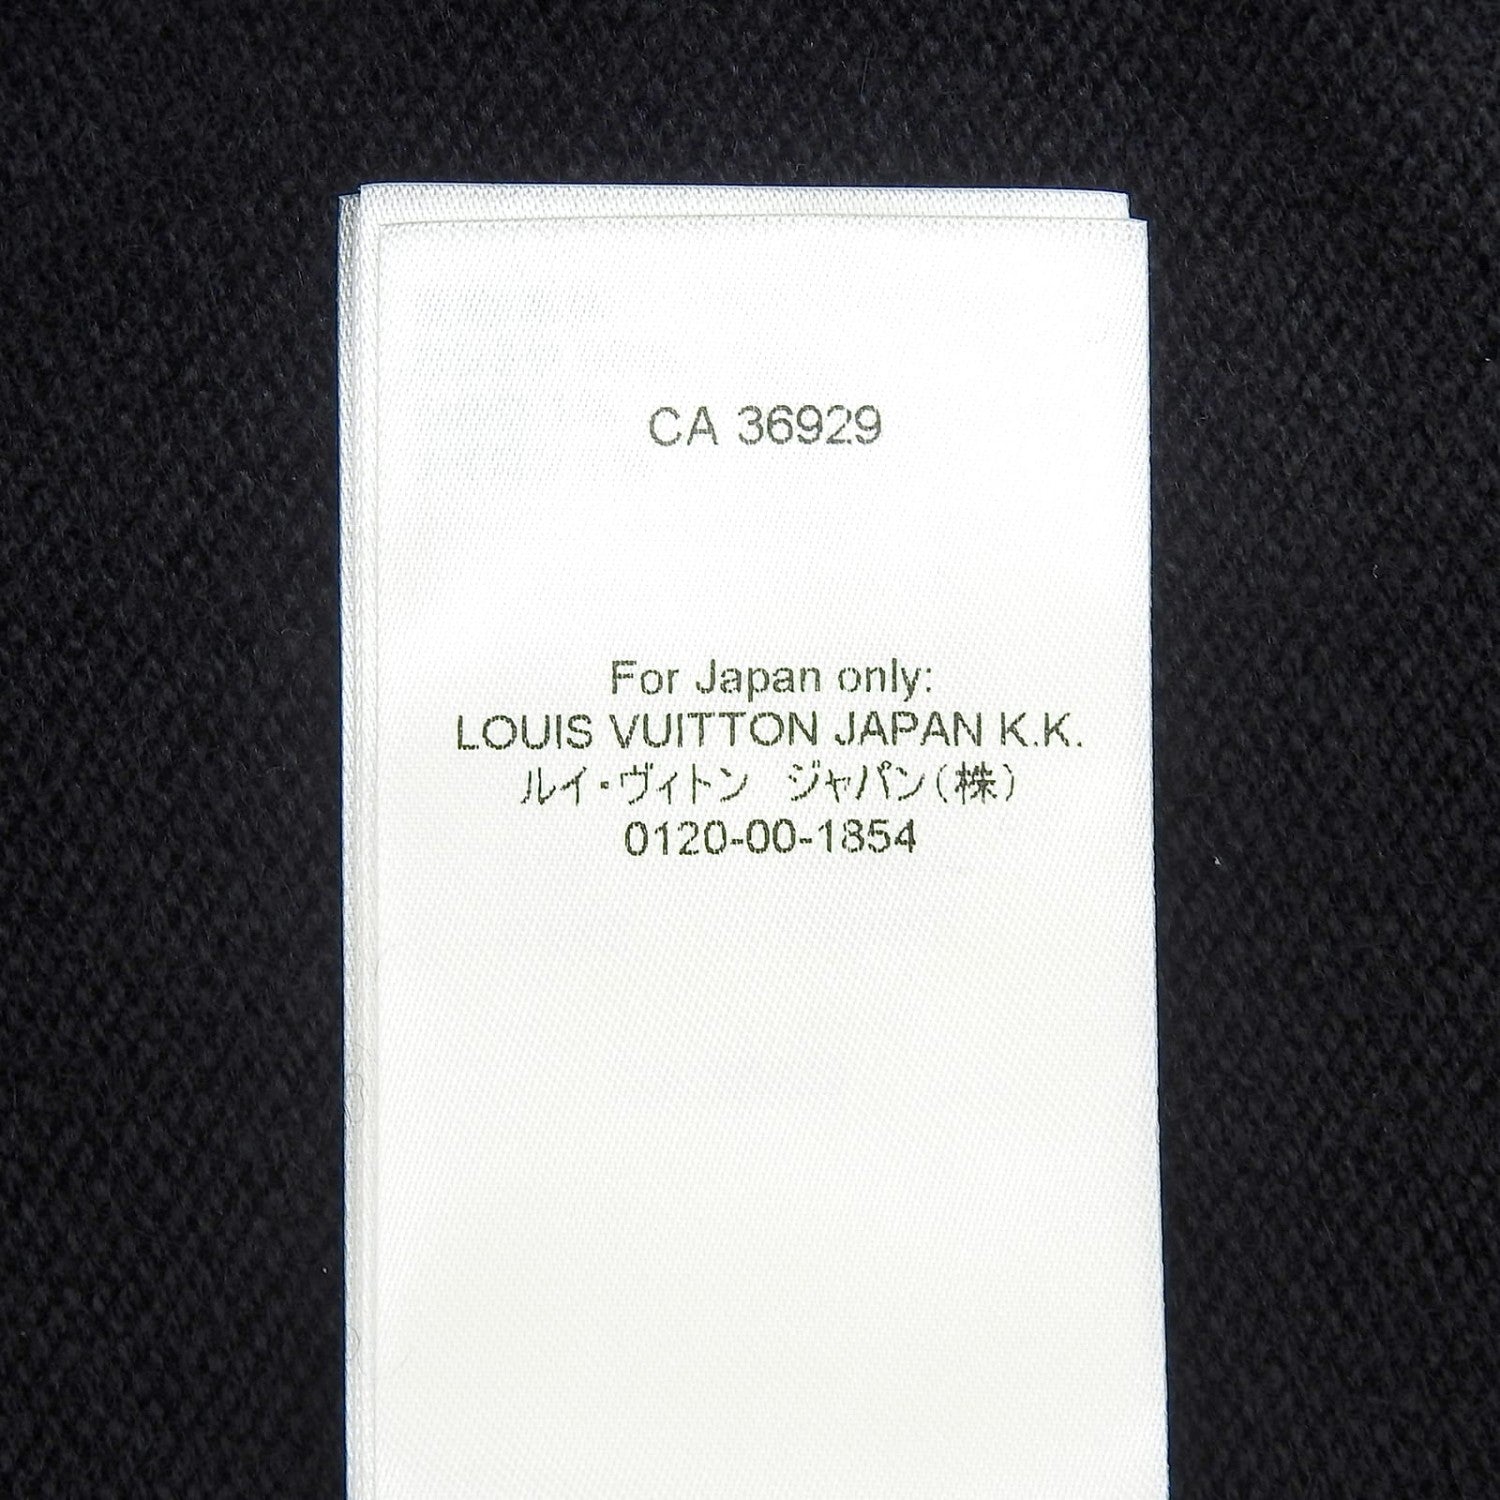 CA 36929
For Japan only:
LOUIS VUITTON JAPAN K.K.
ルイ・ヴィトン　ジャパン(株)
0120-00-1854